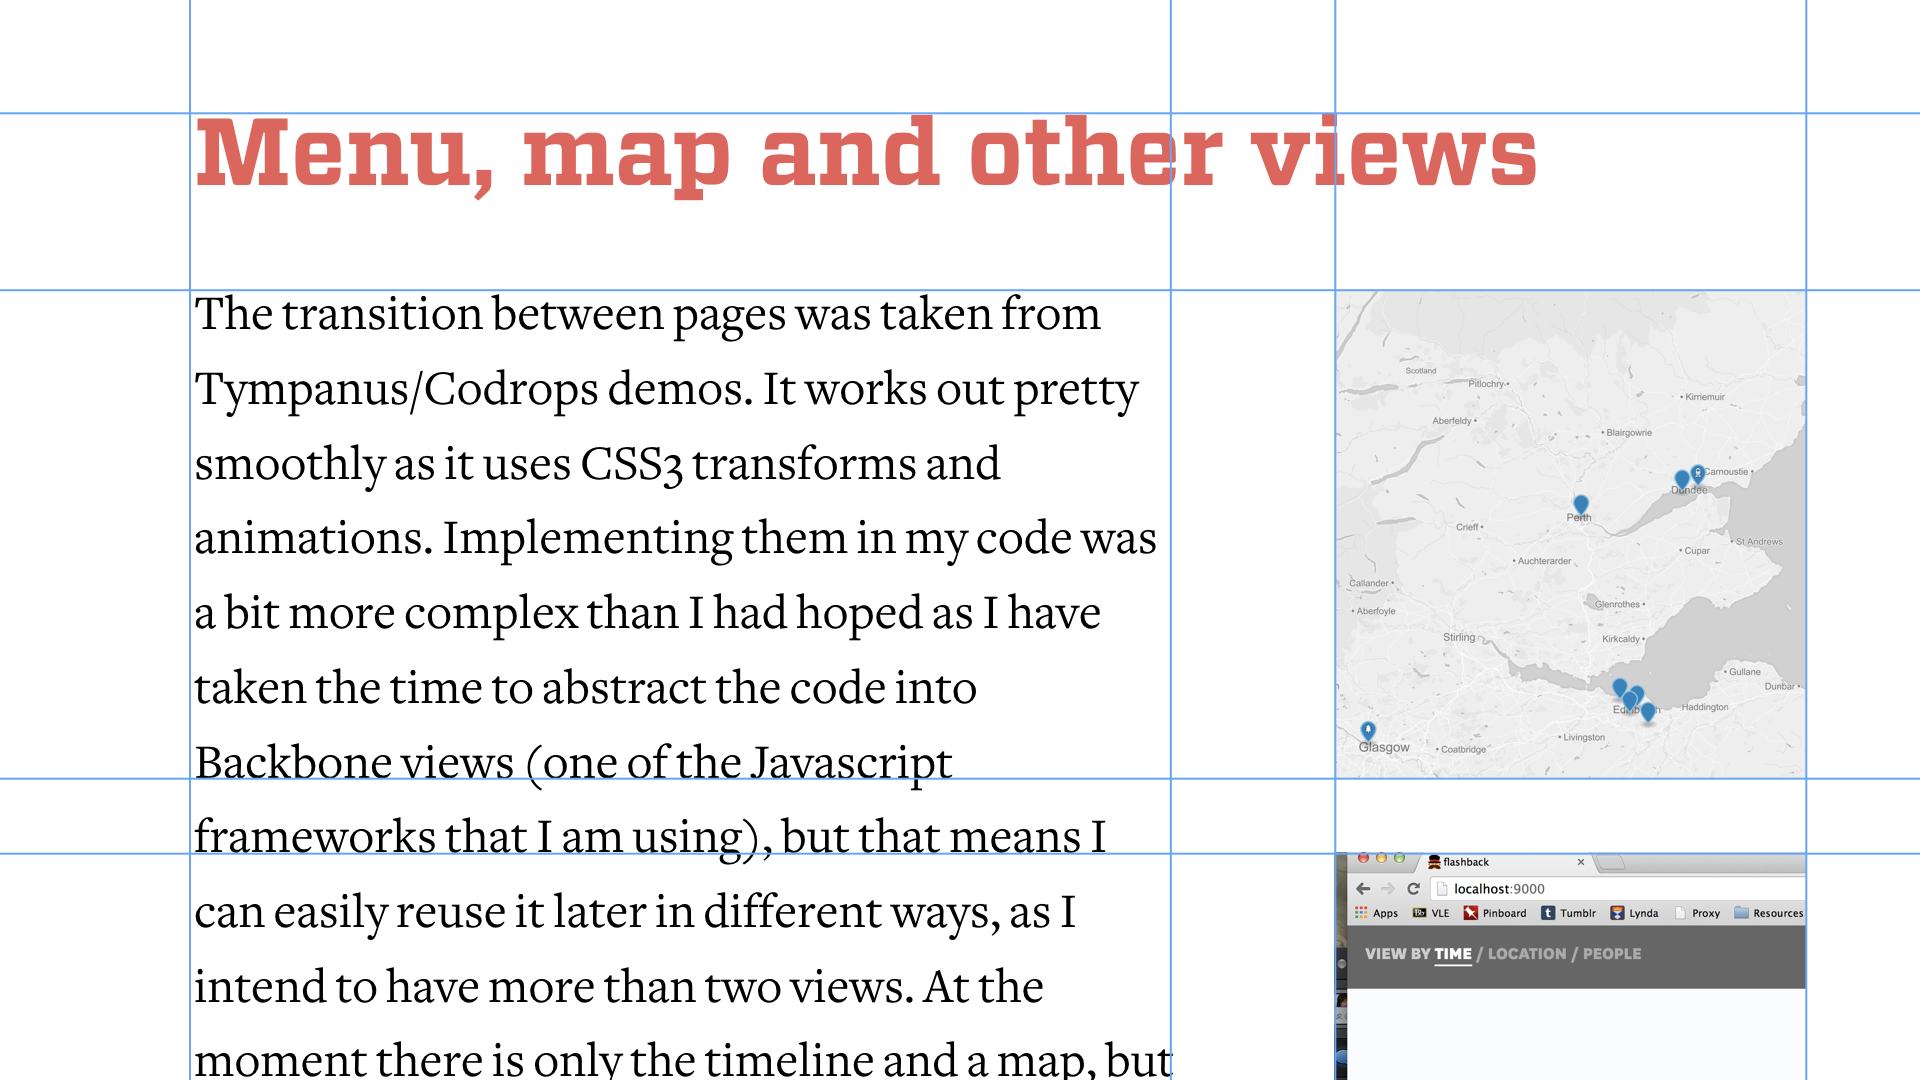 Menu, map and other views
The transition between pages was taken from
Tympanus/Codrops demos. It works out pretty
smoothly as it uses CSS3 transforms and
animations. Implementing them in my code was
a bit more complex than I had hoped as I have
taken the time to abstract the code into
Backbone views (one of the Javascript
frameworks that I am using), but that means I
can easily reuse it later in different ways, as I
intend to have more than two views. At the
moment there is only the timeline and a map, but
Scotland
Pitlochry
Kirriemuir
Aberfeldy
Blairgowrie
Carnoustie
Dundee
Perth
Crieff
St Andrews
Cupar
Auchterarder
Callander
Glenrothes
Aberfoyle
Stirling
Kirkcaldy
Gullane
Dunbar
Haddington
Livingston
Glasgow
Coatbridge
flashback
localhost:9000
Apps VLE Pinboard Tumblr Lynda Proxy Resources
VIEW BY TIME / LOCATION / PEOPLE